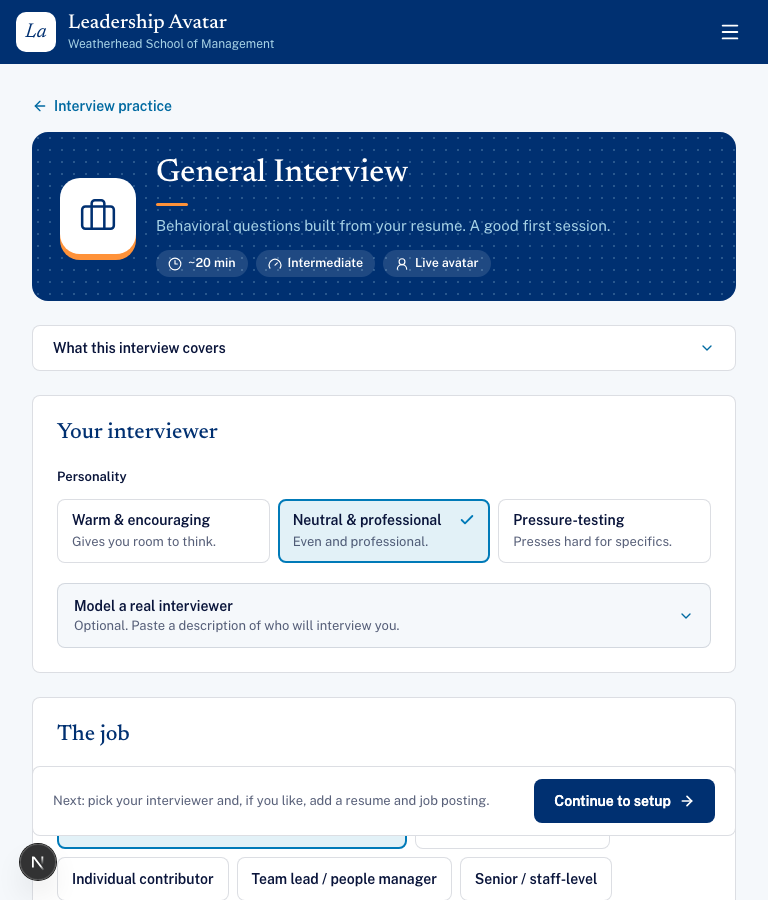 La
Leadership Avatar
Weatherhead School of Management
Interview practice
General Interview
Behavioral questions built from your resume. A good first session.
~20 min
Intermediate
Live avatar
What this interview covers
Your interviewer
Personality
Warm & encouraging
Gives you room to think.
Neutral & professional
Even and professional.
Pressure-testing
Presses hard for specifics.
Model a real interviewer
Optional. Paste a description of who will interview you.
The job
Next: pick your interviewer and, if you like, add a resume and job posting.
Continue to setup
N
Individual contributor
Team lead / people manager
Senior / staff-level